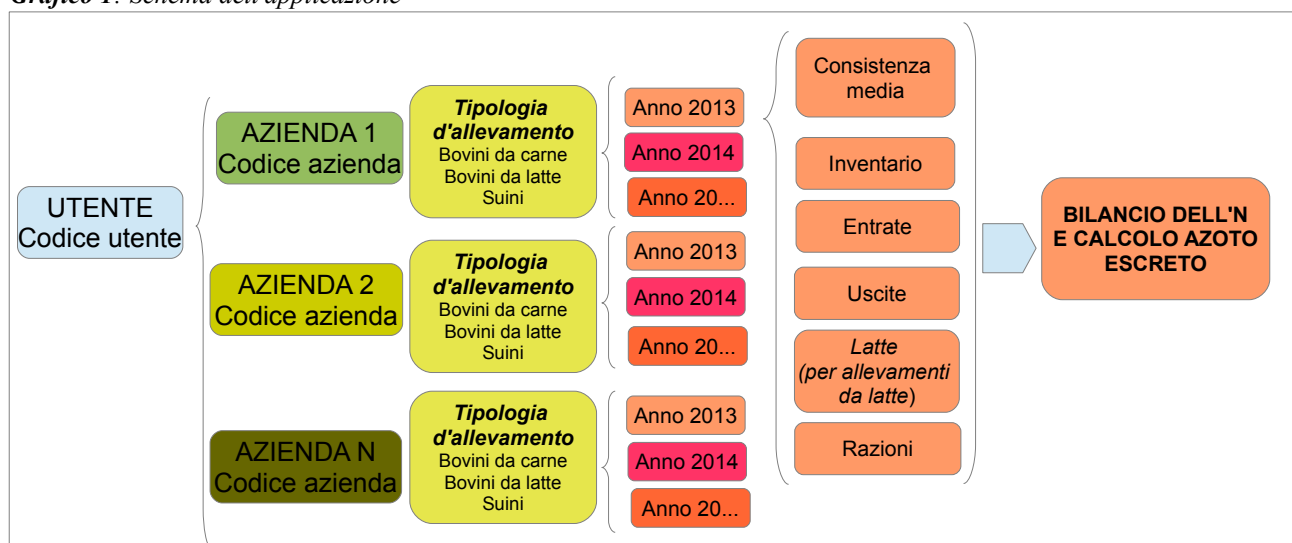 Grafico 1: Schema dell'applicazione
UTENTE
Codice utente
AZIENDA 1
Codice azienda
Tipologia
d'allevamento
Bovini da carne
Bovini da latte
Suini
Anno 2013
Anno 2014
Anno 20...
AZIENDA 2
Codice azienda
Tipologia
d'allevamento
Bovini da carne
Bovini da latte
Suini
Anno 2013
Anno 2014
Anno 20...
AZIENDA N
Codice azienda
Tipologia
d'allevamento
Bovini da carne
Bovini da latte
Suini
Anno 2013
Anno 2014
Anno 20...
Consistenza
media
Inventario
Entrate
Uscite
Latte
(per allevamenti
da latte)
Razioni
BILANCIO DELL'N
E CALCOLO AZOTO
ESCRETO